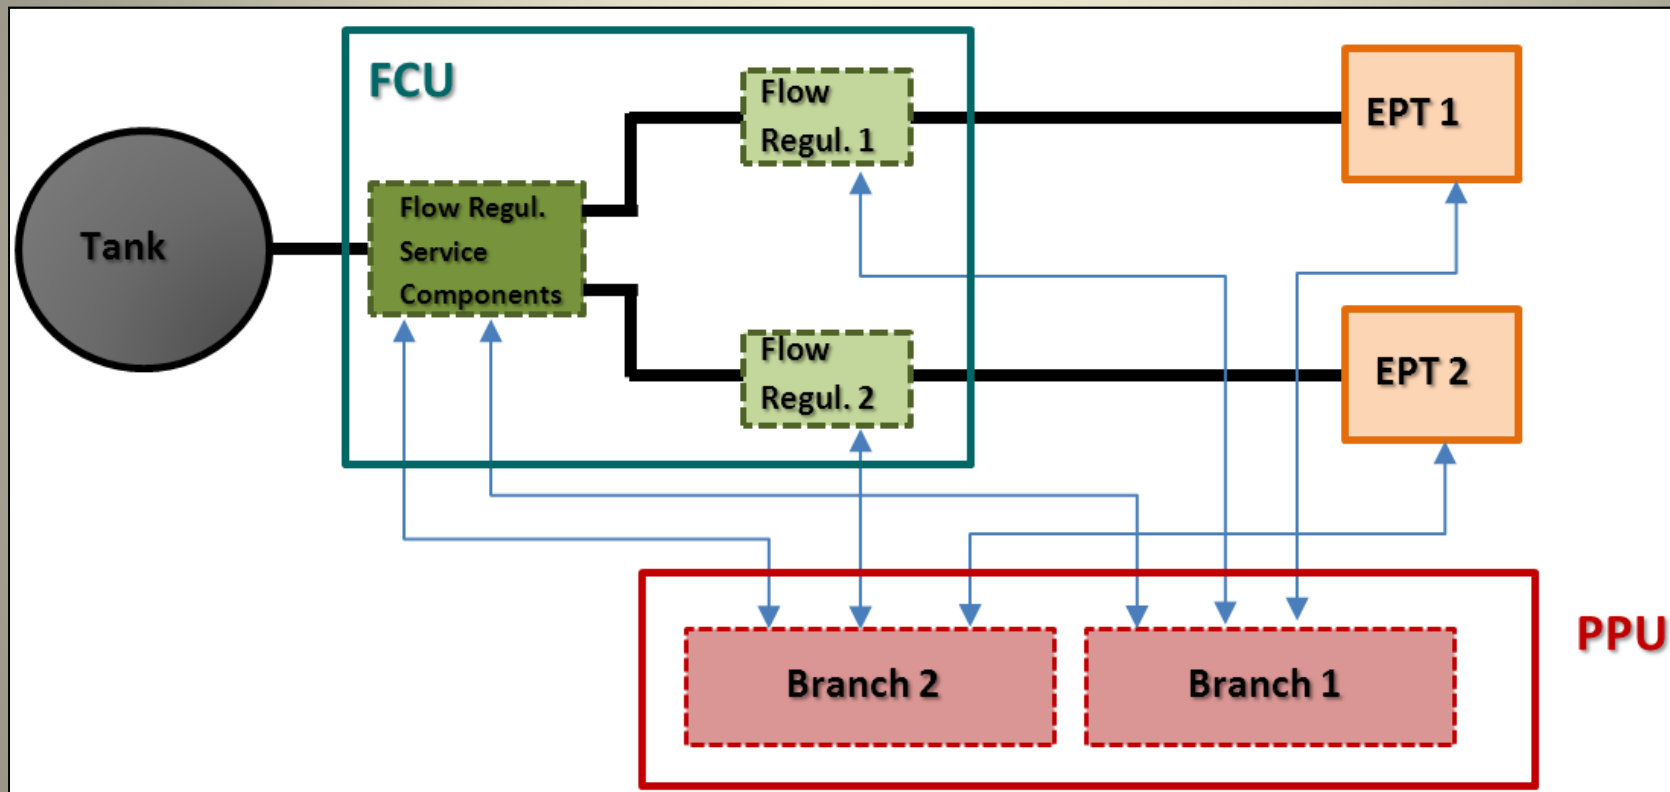 FCU
Flow
Regul. 1
EPT 1
Tank
Flow Regul.
Service
Components
Flow
Regul. 2
EPT 2
PPU
Branch 2
Branch 1